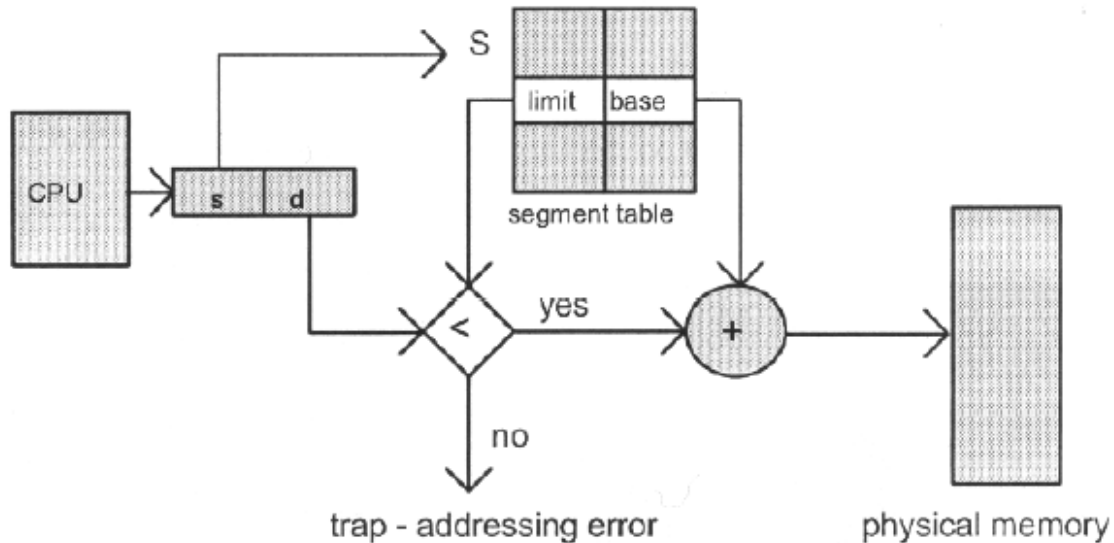 S
limit base
CPU
s d
segment table
< yes +
no
trap - addressing error
physical memory